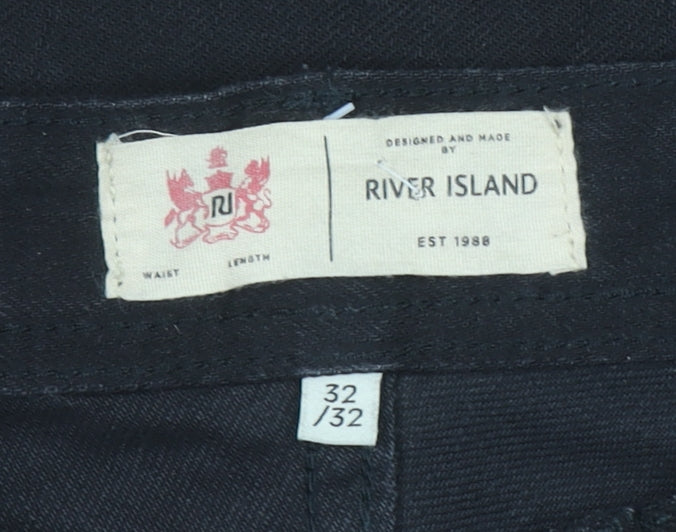 RI
WAIST LENGTH
DESIGNED AND MADE
BY
RIVER ISLAND
EST 1988
32
/32